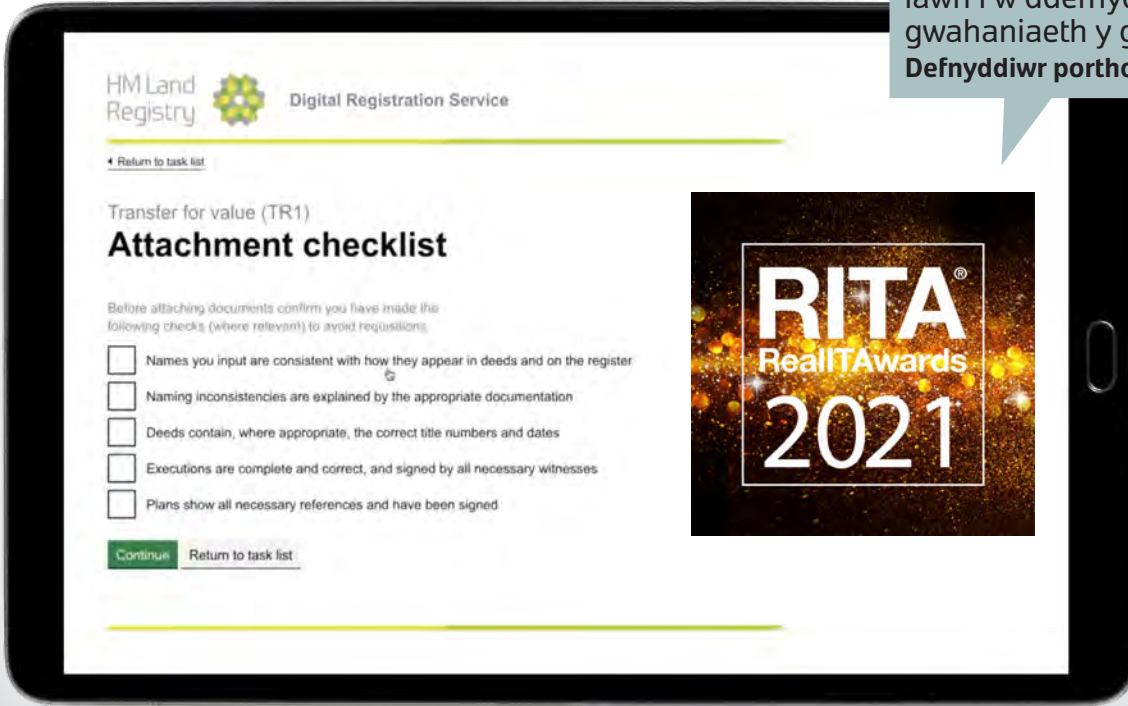 gwahaniaeth y g
Defnyddiwr portho
HM Land
Registry
Digital Registration Service
Return to task list
Transfer for value (TR1)
Attachment checklist
Before attaching documents confirm you have made the
following checks (where relevant) to avoid requisitions
Names you input are consistent with how they appear in deeds and on the register
Naming inconsistencies are explained by the appropriate documentation
Deeds contain, where appropriate, the correct title numbers and dates
Executions are complete and correct, and signed by all necessary witnesses
Plans show all necessary references and have been signed
Continue Return to task list
RITA®
RealITAwards
2021